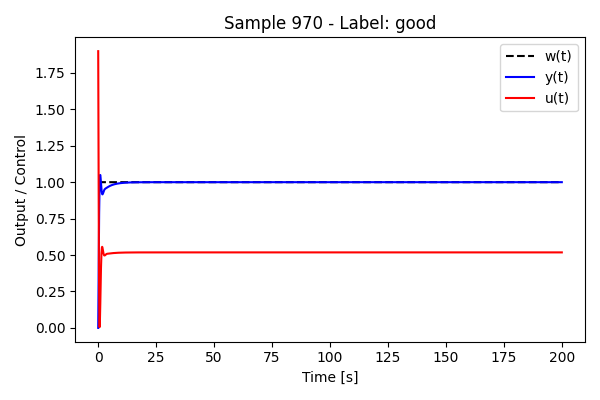 Sample 970 - Label: good
w(t)
y(t)
u(t)
Output / Control
1.75
1.50
1.25
1.00
0.75
0.50
0.25
0.00
0 25 50 75 100 125 150 175 200
Time [s]